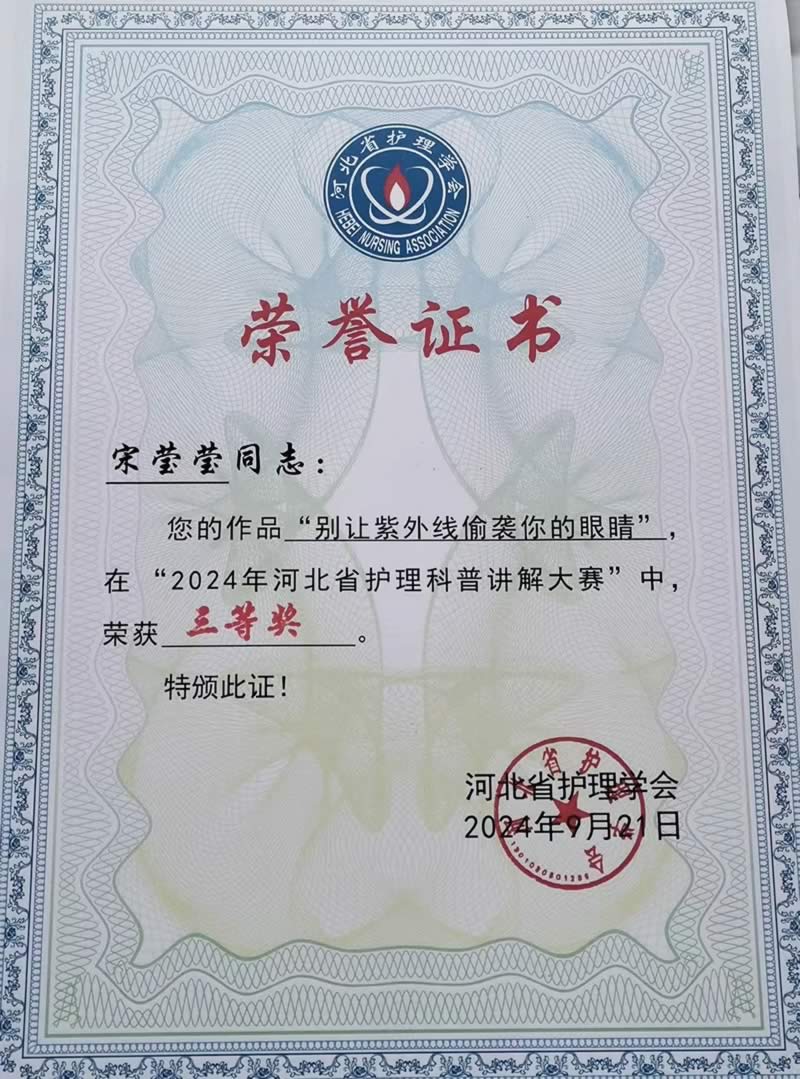 河北省护理学会
HEBEI NURSING ASSOCIATION
荣誉证书
宋莹莹同志：
您的作品“别让紫外线偷袭你的眼睛”，
在“2024年河北省护理科普讲解大赛”中，
荣获三等奖。
特颁此证！
河北省护理学会
2024年9月21日